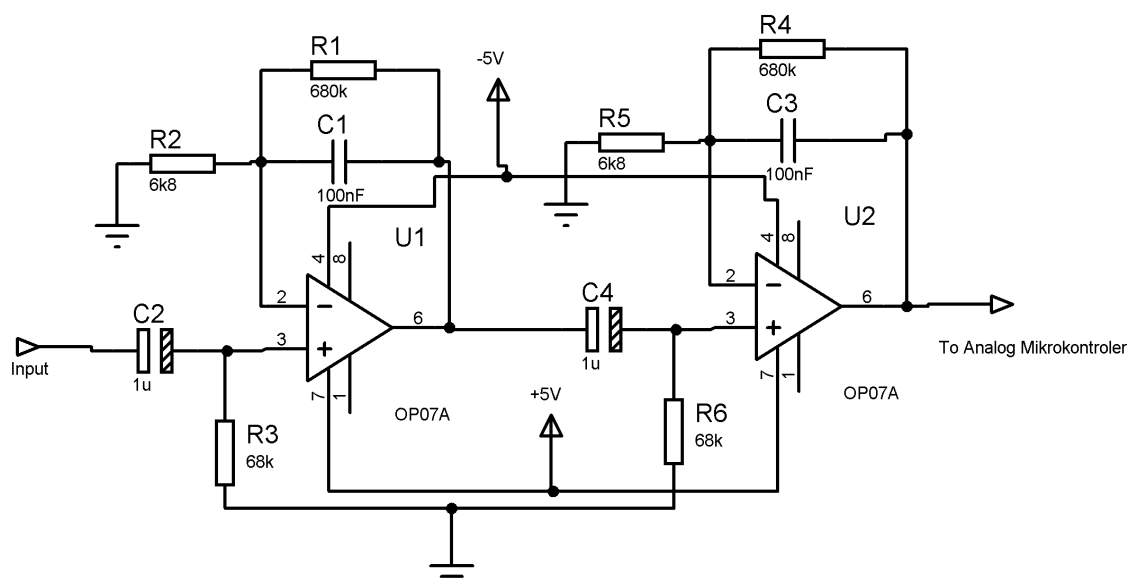 R1
680k
C1
100nF
R2
6k8
-5V
R4
680k
C3
100nF
R5
6k8
U1
4
8
2
3
6
7
1
OP07A
C2
1u
Input
R3
68k
C4
1u
+5V
R6
68k
U2
4
8
2
3
6
7
1
OP07A
To Analog Mikrokontroler